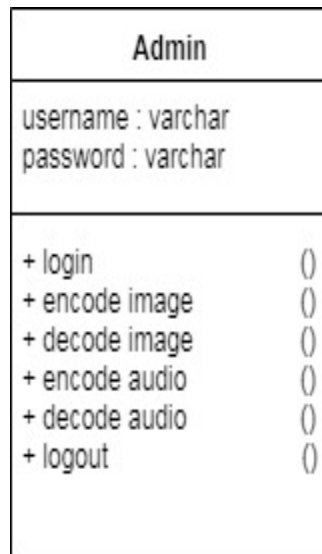 Admin
username : varchar
password : varchar
+ login ()
+ encode image ()
+ decode image ()
+ encode audio ()
+ decode audio ()
+ logout ()